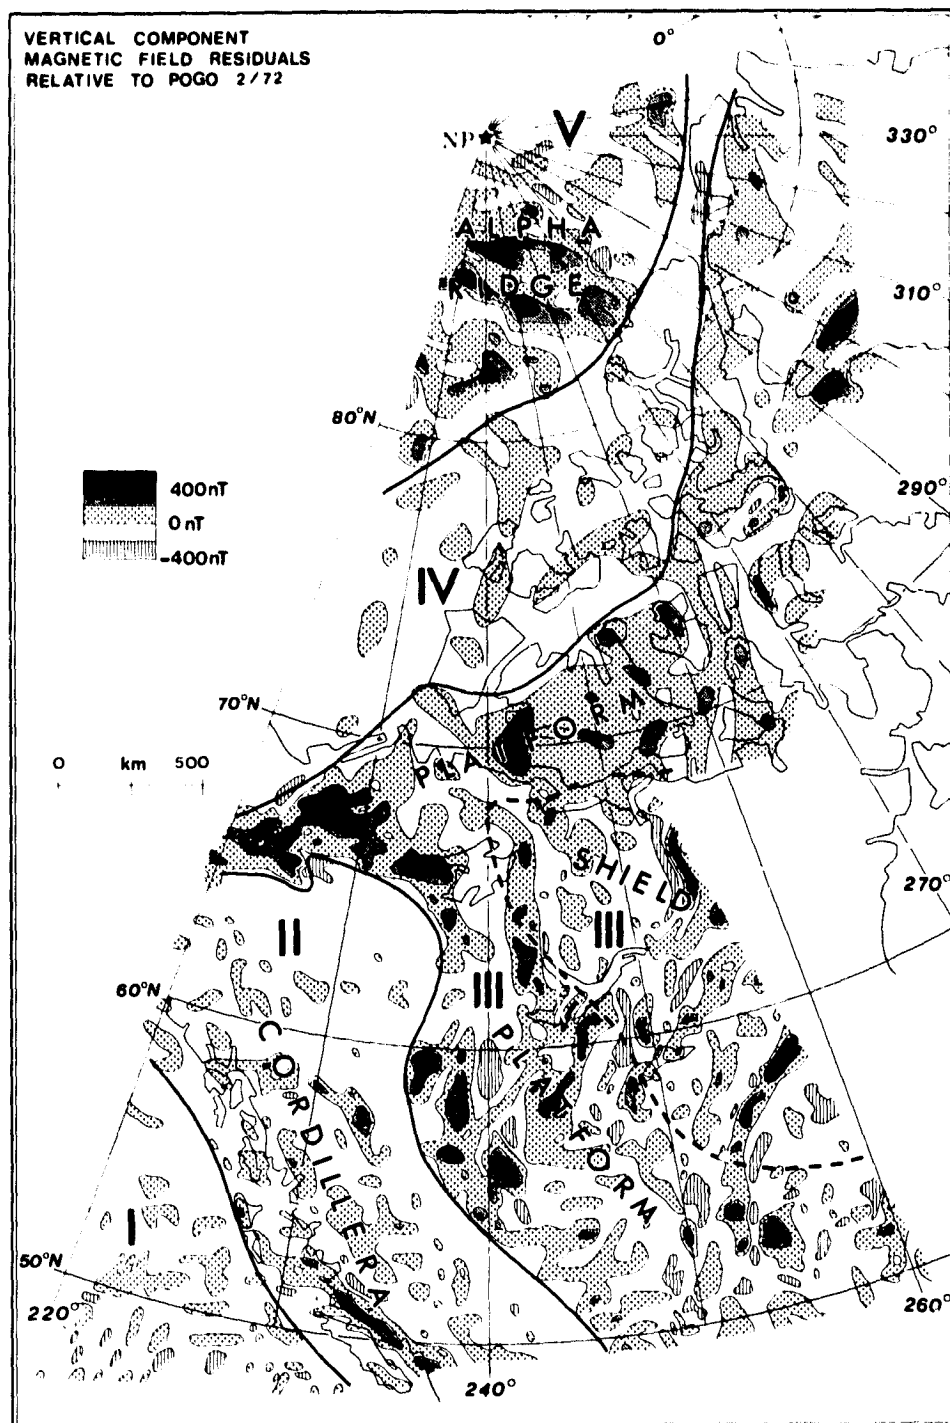 VERTICAL COMPONENT
MAGNETIC FIELD RESIDUALS
RELATIVE TO POGO 2/72
0°
330°
NP
V
ALPHA
RIDGE
310°
80°N
400nT
0nT
-400nT
290°
IV
70°N
PLATFORM
0 km 500
SHIELD
270°
II
III
III
60°N
CORDILLERA
PLATFORM
I
50°N
220°
260°
240°